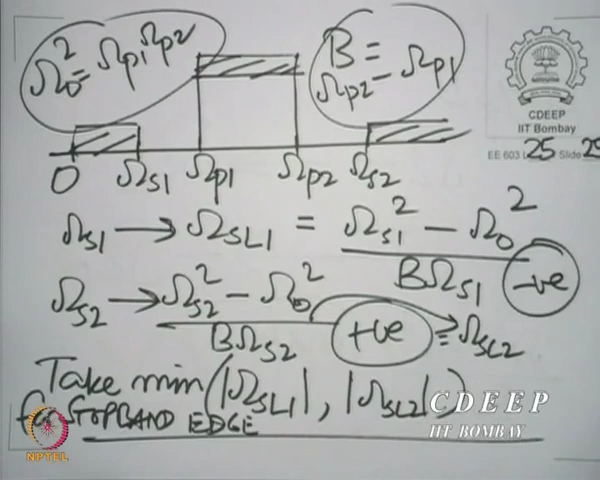 Ω₀² = Ωp1 Ωp2
B = Ωp2 − Ωp1
CDEEP
IIT Bombay
EE 603 L 25 Slide 29
0 Ωs1 Ωp1 Ωp2 Ωs2
Ωs1 → ΩSL1 = (Ωs1² − Ω₀²) / (BΩs1) −ve
Ωs2 → (Ωs2² − Ω₀²) / (BΩs2) +ve = ΩSL2
Take min(|ΩSL1|, |ΩSL2|)
for STOPBAND EDGE
CDEEP
IIT BOMBAY
NPTEL